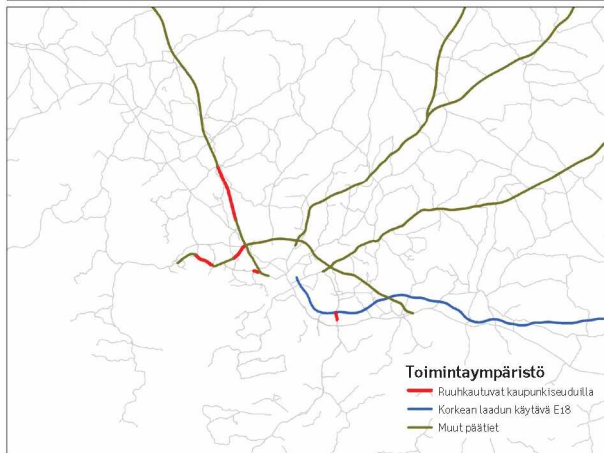 Toimintaympäristö
Ruuhkautuvat kaupunkiseuduilla
Korkean laadun käytävä E18
Muut päätiet